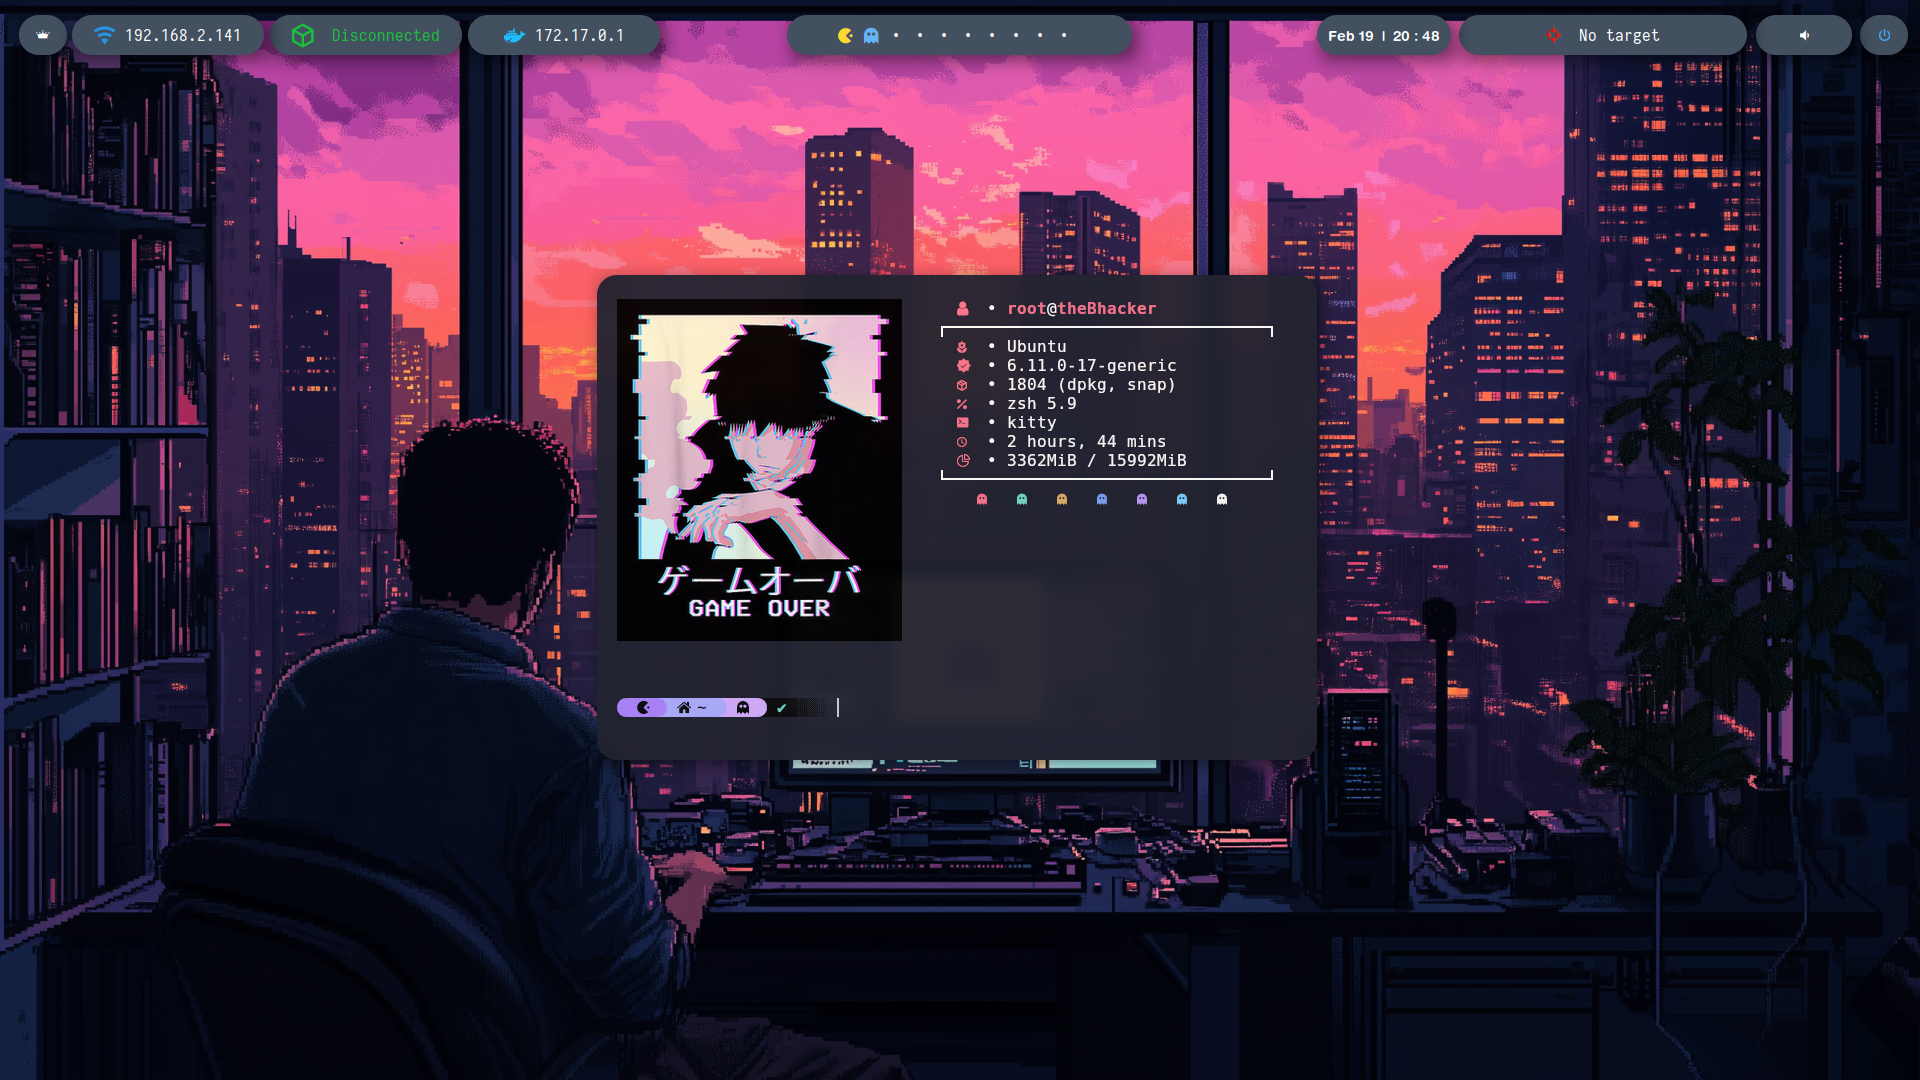 192.168.2.141
Disconnected
172.17.0.1
Feb 19 | 20 : 48
No target
root@theBhacker
• Ubuntu
• 6.11.0-17-generic
• 1804 (dpkg, snap)
• zsh 5.9
• kitty
• 2 hours, 44 mins
• 3362MiB / 15992MiB
ゲームオーバ
GAME OVER
~